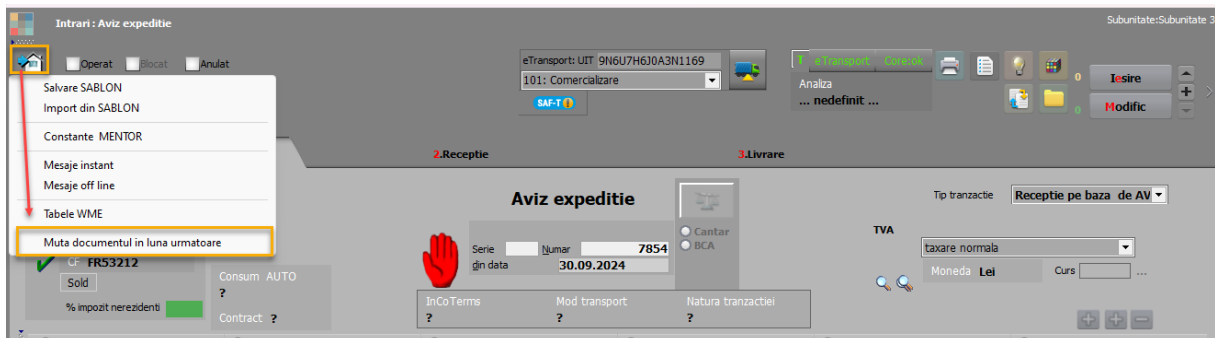 Intrari : Aviz expeditie
Subunitate:Subunitate 3
Operat
Blocat
Anulat
eTransport: UIT 9N6U7H6J0A3N1169
101: Comercializare
SAF-T
T eTransport Core:ok
Analiza
... nedefinit ...
0
0
Iesire
Modific
Salvare SABLON
Import din SABLON
Constante MENTOR
Mesaje instant
Mesaje off line
Tabele WME
Muta documentul in luna urmatoare
2.Receptie
3.Livrare
Aviz expeditie
Serie
Numar 7854
din data 30.09.2024
Cantar
BCA
Tip tranzactie Receptie pe baza de AV
TVA
taxare normala
Moneda Lei Curs ...
CF FR53212
Sold
% impozit nerezidenti
Consum AUTO
?
Contract ?
InCoTerms Mod transport Natura tranzactiei
? ? ?